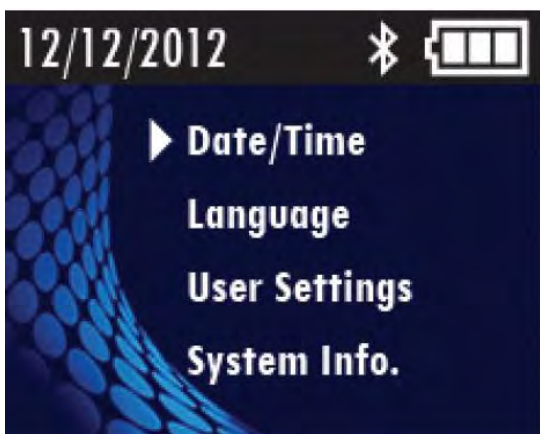 12/12/2012
Date/Time
Language
User Settings
System Info.